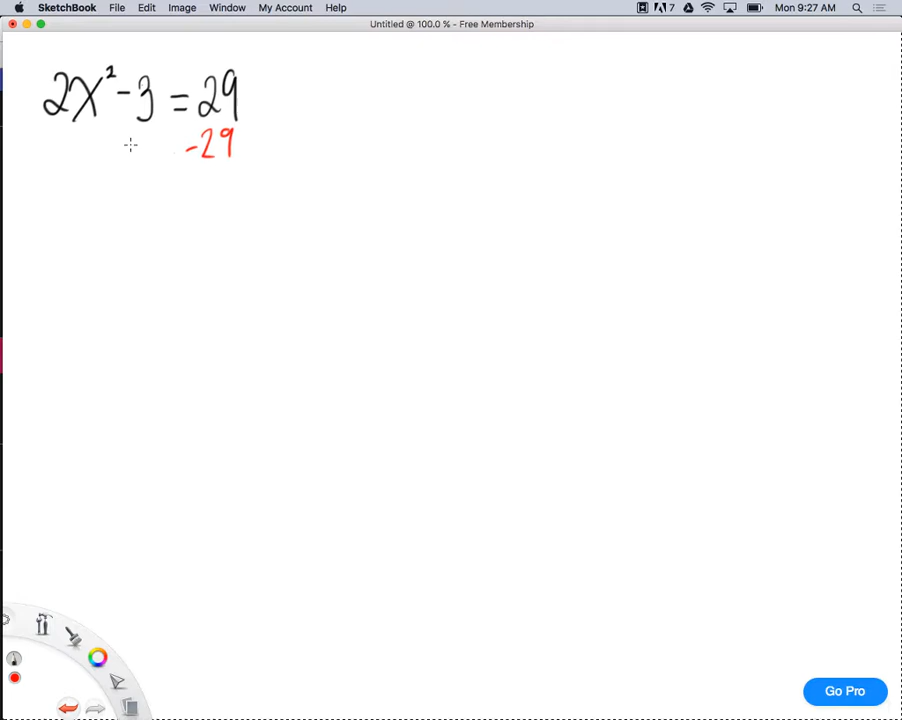 SketchBook File Edit Image Window My Account Help 7 Mon 9:27 AM
Untitled @ 100.0 % - Free Membership
2x² - 3 = 29
-29
Go Pro